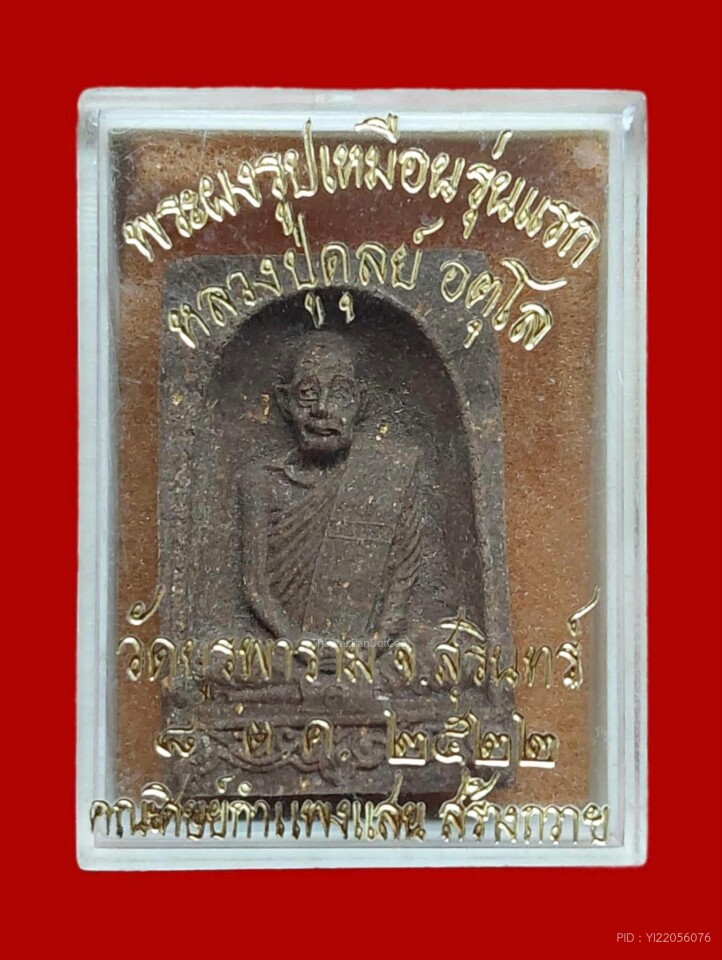 พระผงรูปเหมือนรุ่นแรก
หลวงปู่ดุลย์ อตุโล
วัดบูรพาราม จ.สุรินทร์
๔ ต.ค. ๒๕๒๒
คณะศิษย์กำแพงแสน สร้างถวาย
PID : YI22056076